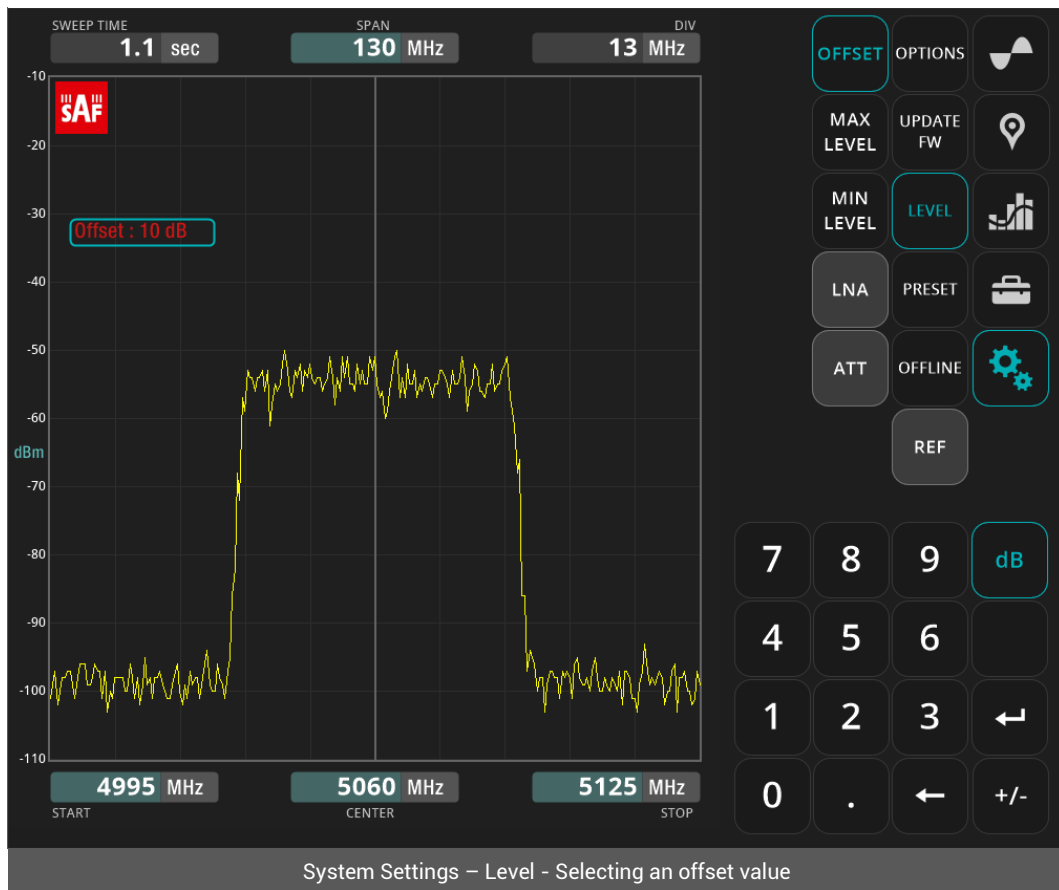 SWEEP TIME SPAN DIV
1.1 sec 130 MHz 13 MHz
-10
SAF
-20
-30
Offset : 10 dB
-40
-50
-60
dBm
-70
-80
-90
-100
-110
4995 MHz 5060 MHz 5125 MHz
START CENTER STOP
OFFSET OPTIONS
MAX LEVEL UPDATE FW
MIN LEVEL LEVEL
LNA PRESET
ATT OFFLINE
REF
7 8 9 dB
4 5 6
1 2 3
0 . +/-
System Settings – Level - Selecting an offset value